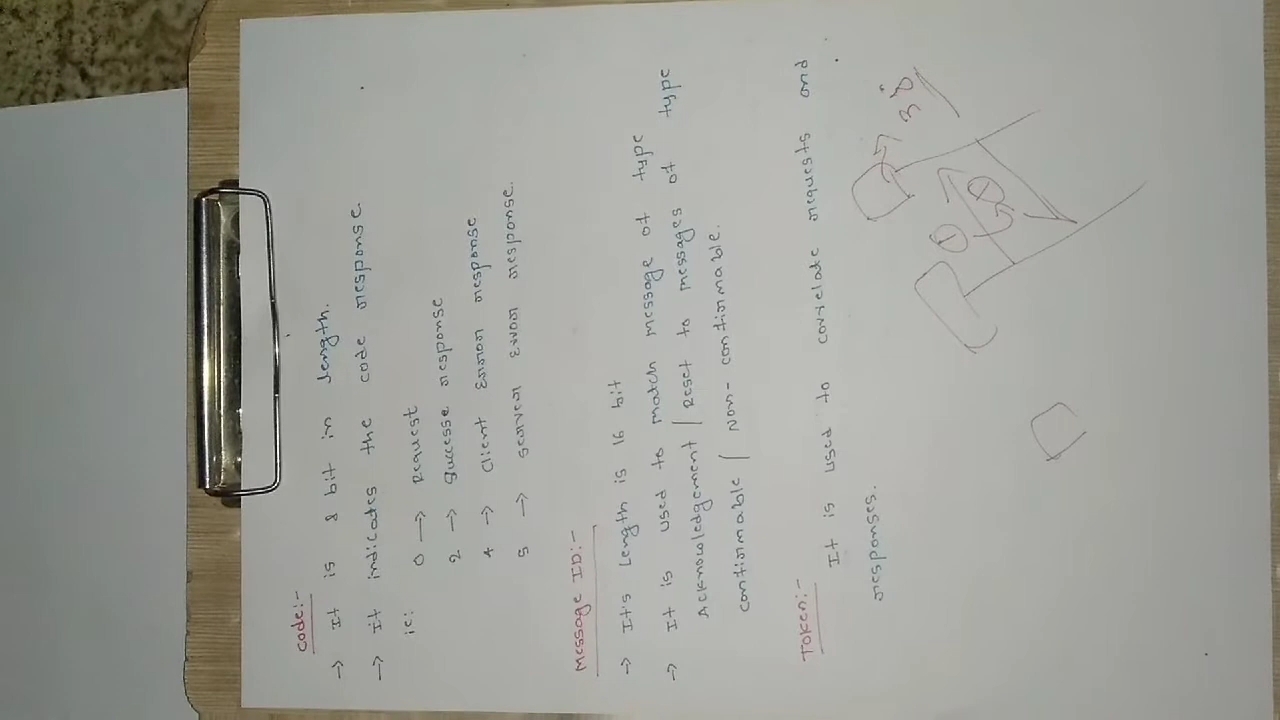 Code:-
→ It is 8 bit in length.
→ It indicates the code response.
ie: 0 → Request
2 → Successe response
4 → Client Error response
5 → server Error response.
Message ID:-
→ It's Length is 16 bit
→ It is used to match message of type
Acknowledgement / Reset to messages of type
confirmable / Non-confirmable.
Token:-
It is used to correlate requests and
responses.